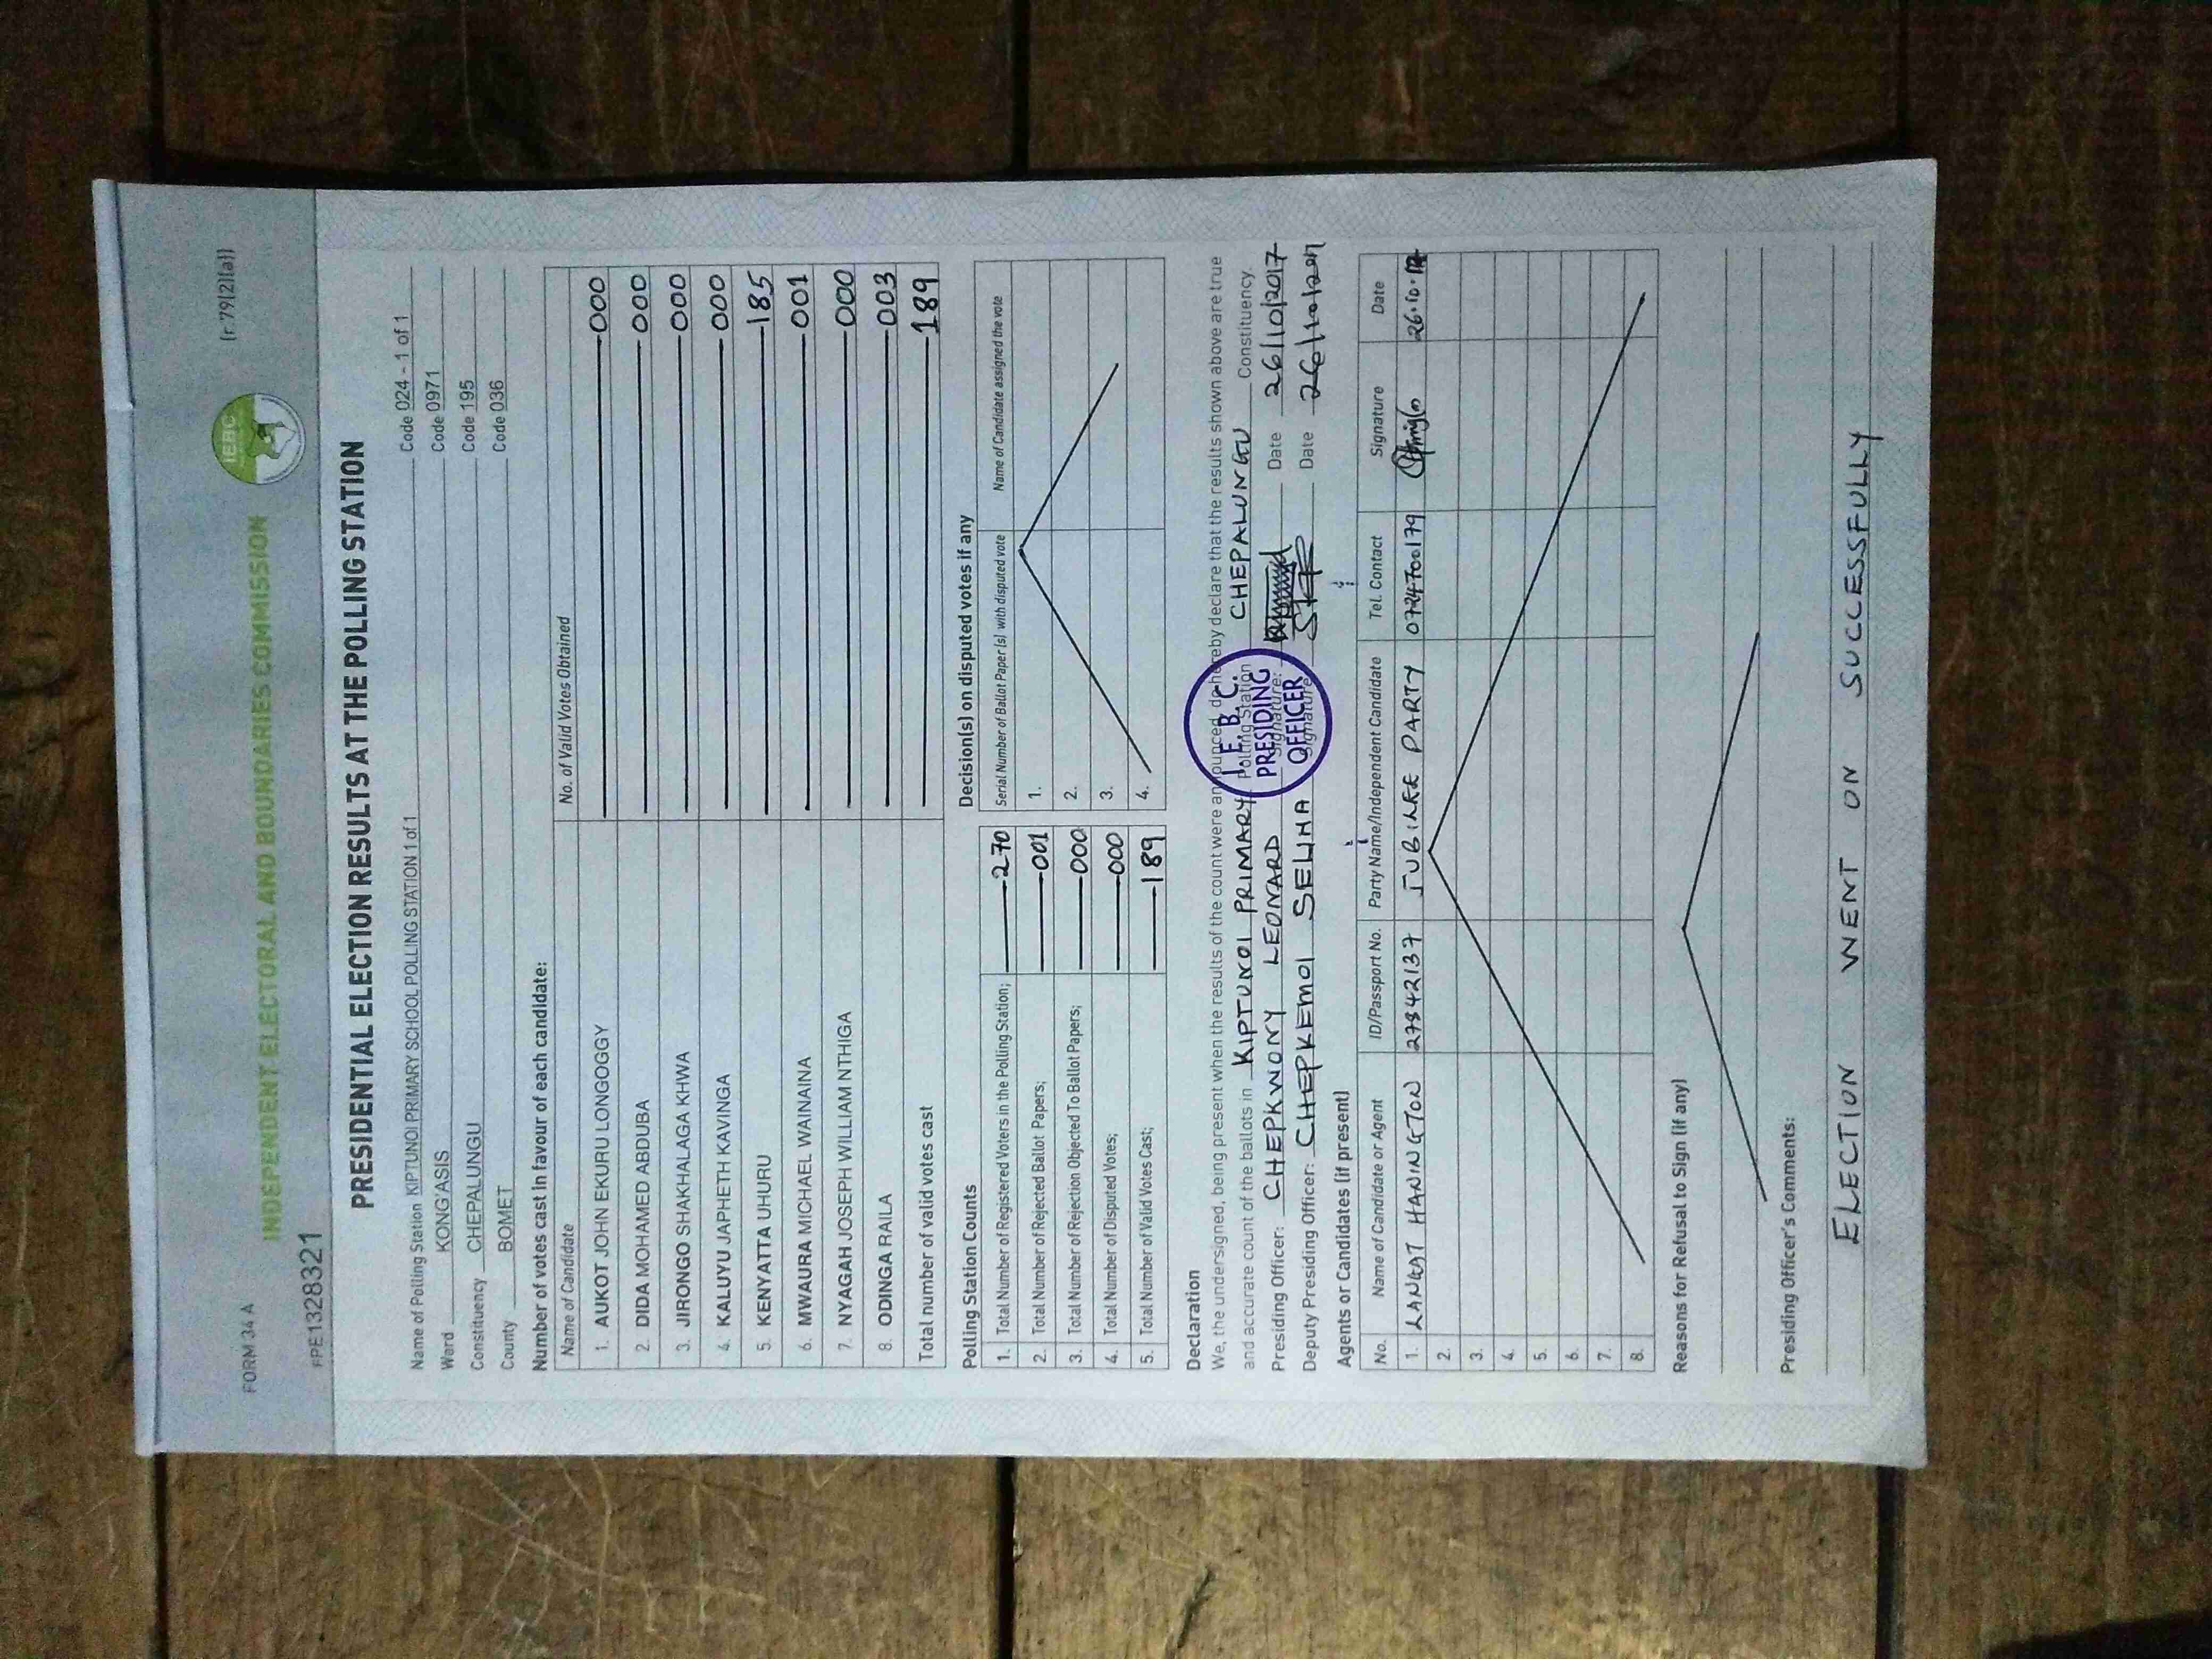 FORM 34 A
(r.79(2)(a))
IEBC
INDEPENDENT ELECTORAL AND BOUNDARIES COMMISSION
FPE1328321
PRESIDENTIAL ELECTION RESULTS AT THE POLLING STATION
Name of Polling Station KIPTUNOI PRIMARY SCHOOL POLLING STATION 1 of 1 Code 024 - 1 of 1
Ward KONG'ASIS Code 0971
Constituency CHEPALUNGU Code 195
County BOMET Code 036
Number of votes cast in favour of each candidate:
Name of Candidate No. of Valid Votes Obtained
1. AUKOT JOHN EKURU LONGOGGY 000
2. DIDA MOHAMED ABDUBA 000
3. JIRONGO SHAKHALAGA KHWA 000
4. KALUYU JAPHETH KAVINGA 000
5. KENYATTA UHURU 185
6. MWAURA MICHAEL WAINAINA 001
7. NYAGAH JOSEPH WILLIAM NTHIGA 000
8. ODINGA RAILA 003
Total number of valid votes cast 189
Polling Station Counts
1. Total Number of Registered Voters in the Polling Station; 270
2. Total Number of Rejected Ballot Papers; 001
3. Total Number of Rejection Objected To Ballot Papers; 000
4. Total Number of Disputed Votes; 000
5. Total Number of Valid Votes Cast; 189
Decision(s) on disputed votes if any
Serial Number of Ballot Paper (s) with disputed vote Name of Candidate assigned the vote
1.
2.
3.
4.
Declaration
We, the undersigned, being present when the results of the count were announced, do hereby declare that the results shown above are true
and accurate count of the ballots in KIPTUNOI PRIMARY Polling Station CHEPALUNGU Constituency.
Presiding Officer: CHEPKWONY LEONARD Signature: Date 26/10/2017
Deputy Presiding Officer: CHEPKEMOI SELINA Signature: Date 26/10/2017
I.E.B.C.
PRESIDING
OFFICER
Agents or Candidates (if present)
No. Name of Candidate or Agent ID/Passport No. Party Name/Independent Candidate Tel. Contact Signature Date
1. LANGAT HANINGTON 27342137 JUBILEE PARTY 0724700179 26.10.17
2.
3.
4.
5.
6.
7.
8.
Reasons for Refusal to Sign (if any)
Presiding Officer's Comments:
ELECTION WENT ON SUCCESSFULLY